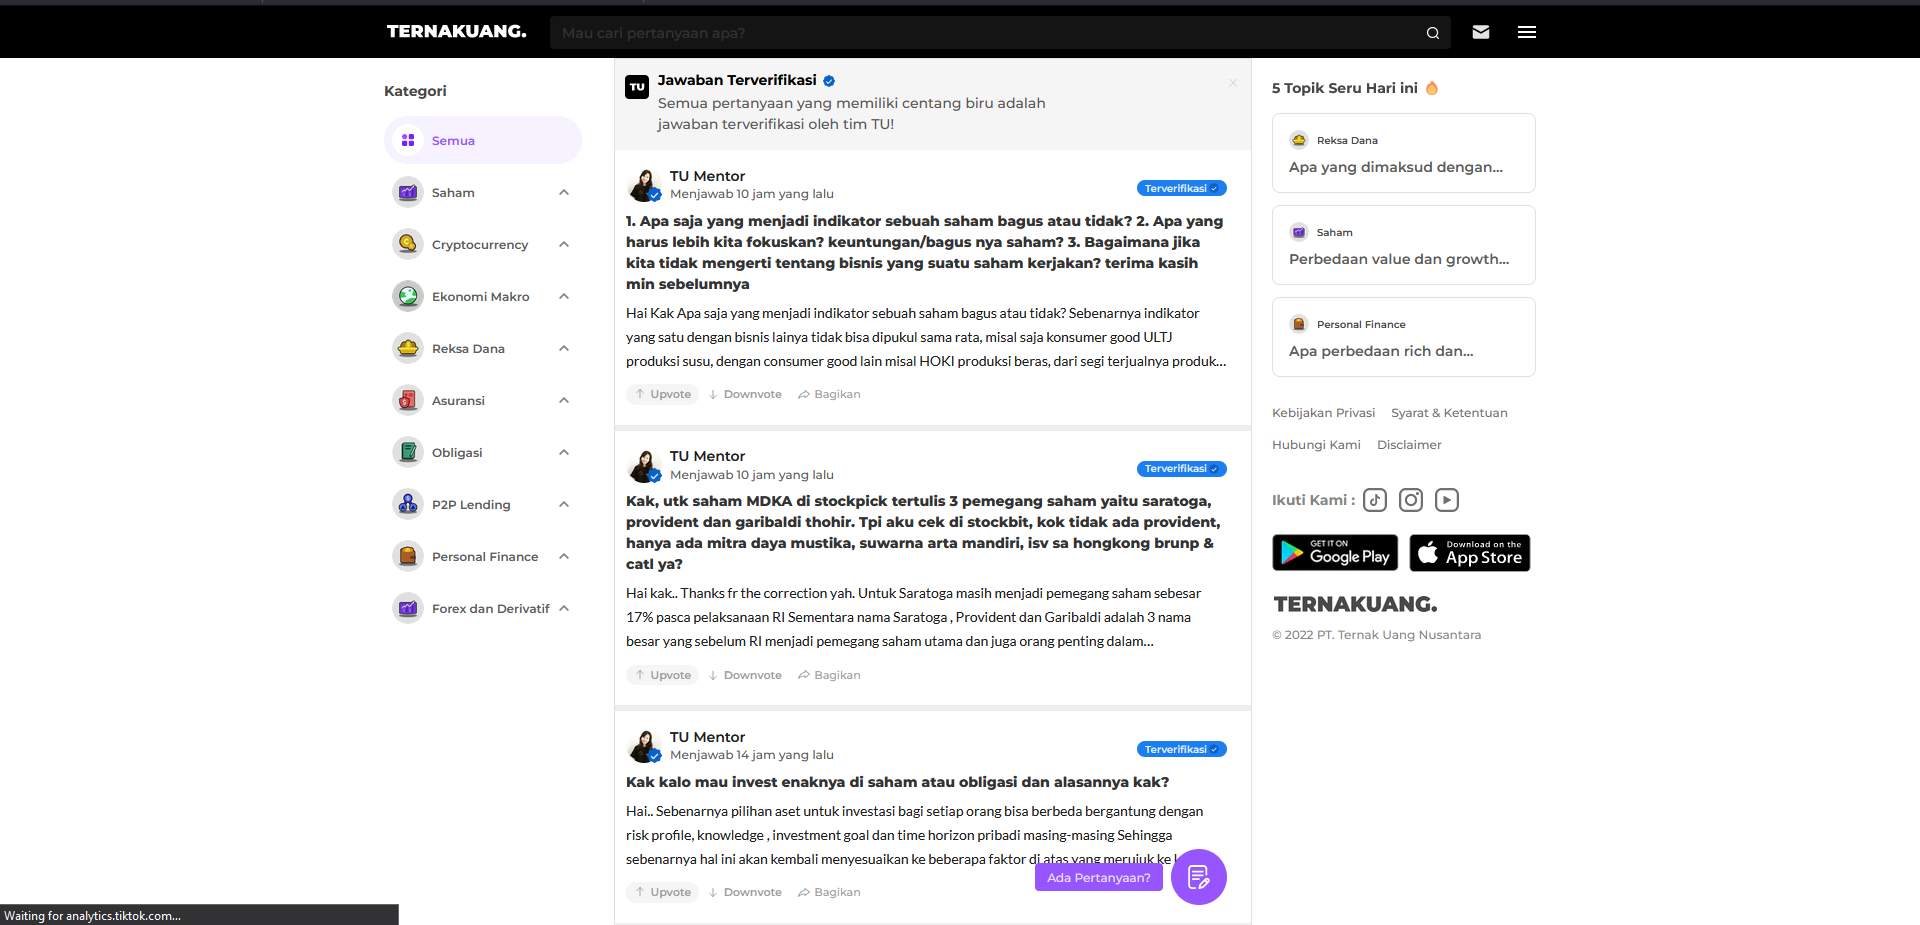 TERNAKUANG.
Mau cari pertanyaan apa?
Kategori
Semua
Saham
Cryptocurrency
Ekonomi Makro
Reksa Dana
Asuransi
Obligasi
P2P Lending
Personal Finance
Forex dan Derivatif
TU
Jawaban Terverifikasi
Semua pertanyaan yang memiliki centang biru adalah
jawaban terverifikasi oleh tim TU!
TU Mentor
Menjawab 10 jam yang lalu
Terverifikasi
1. Apa saja yang menjadi indikator sebuah saham bagus atau tidak? 2. Apa yang
harus lebih kita fokuskan? keuntungan/bagus nya saham? 3. Bagaimana jika
kita tidak mengerti tentang bisnis yang suatu saham kerjakan? terima kasih
min sebelumnya
Hai Kak Apa saja yang menjadi indikator sebuah saham bagus atau tidak? Sebenarnya indikator
yang satu dengan bisnis lainya tidak bisa dipukul sama rata, misal saja konsumer good ULTJ
produksi susu, dengan consumer good lain misal HOKI produksi beras, dari segi terjualnya produk...
Upvote Downvote Bagikan
TU Mentor
Menjawab 10 jam yang lalu
Terverifikasi
Kak, utk saham MDKA di stockpick tertulis 3 pemegang saham yaitu saratoga,
provident dan garibaldi thohir. Tpi aku cek di stockbit, kok tidak ada provident,
hanya ada mitra daya mustika, suwarna arta mandiri, isv sa hongkong brunp &
catl ya?
Hai kak.. Thanks fr the correction yah. Untuk Saratoga masih menjadi pemegang saham sebesar
17% pasca pelaksanaan RI Sementara nama Saratoga , Provident dan Garibaldi adalah 3 nama
besar yang sebelum RI menjadi pemegang saham utama dan juga orang penting dalam...
Upvote Downvote Bagikan
TU Mentor
Menjawab 14 jam yang lalu
Terverifikasi
Kak kalo mau invest enaknya di saham atau obligasi dan alasannya kak?
Hai.. Sebenarnya pilihan aset untuk investasi bagi setiap orang bisa berbeda bergantung dengan
risk profile, knowledge , investment goal dan time horizon pribadi masing-masing Sehingga
sebenarnya hal ini akan kembali menyesuaikan ke beberapa faktor di atas yang merujuk ke
Upvote Downvote Bagikan
Ada Pertanyaan?
5 Topik Seru Hari ini
Reksa Dana
Apa yang dimaksud dengan...
Saham
Perbedaan value dan growth...
Personal Finance
Apa perbedaan rich dan...
Kebijakan Privasi Syarat & Ketentuan
Hubungi Kami Disclaimer
Ikuti Kami :
GET IT ON
Google Play
Download on the
App Store
TERNAKUANG.
© 2022 PT. Ternak Uang Nusantara
Waiting for analytics.tiktok.com...